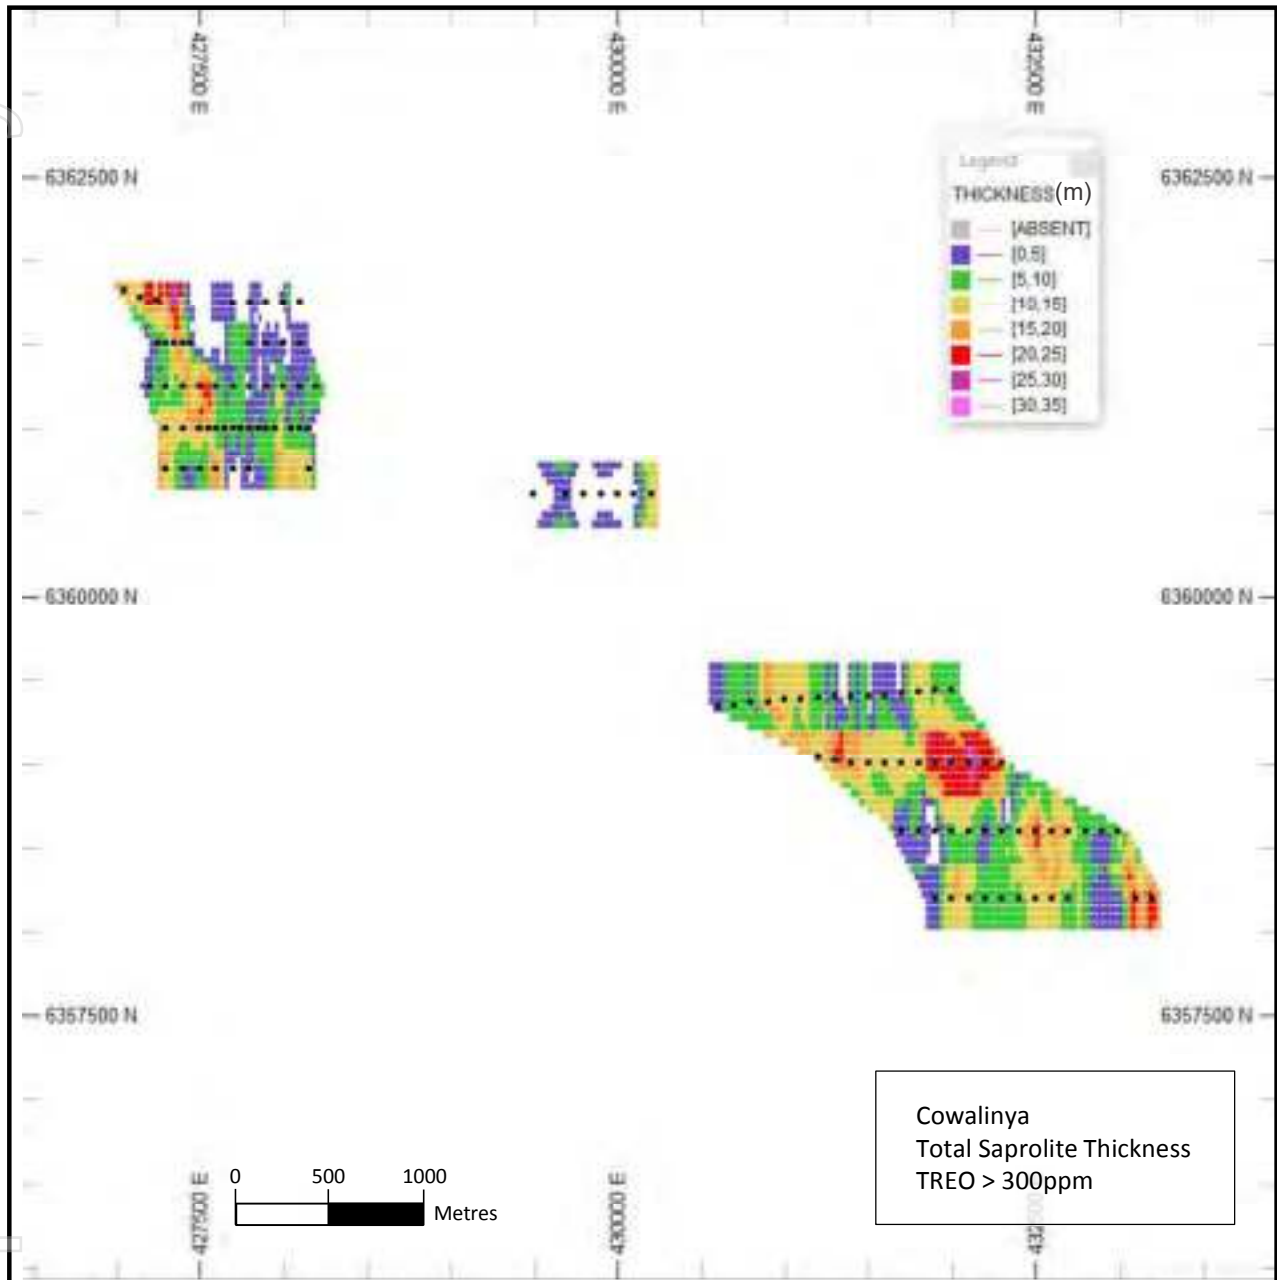 427500 E
430000 E
432500 E
6362500 N
6362500 N
Legend
THICKNESS(m)
[ABSENT]
[0,5]
[5,10]
[10,15]
[15,20]
[20,25]
[25,30]
[30,35]
6360000 N
6360000 N
6357500 N
6357500 N
Cowalinya
Total Saprolite Thickness
TREO > 300ppm
0 500 1000
Metres
427500 E
430000 E